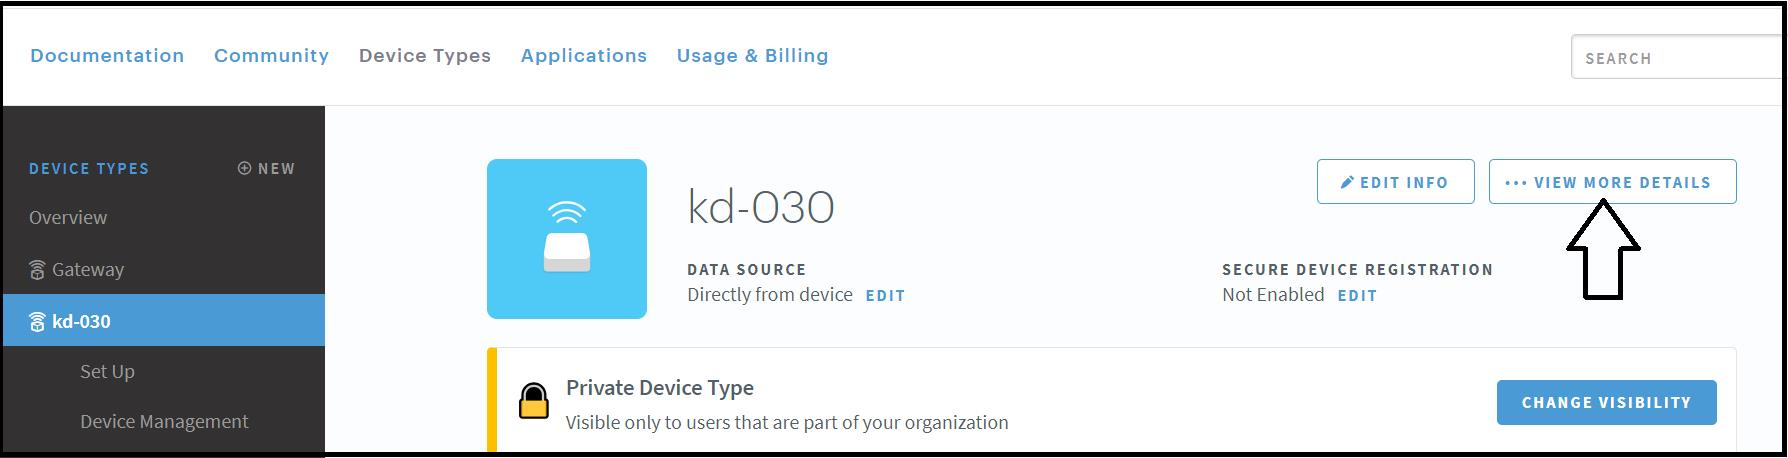 Documentation Community Device Types Applications Usage & Billing
SEARCH
DEVICE TYPES NEW
Overview
Gateway
kd-030
Set Up
Device Management
kd-030
EDIT INFO
VIEW MORE DETAILS
DATA SOURCE
Directly from device EDIT
SECURE DEVICE REGISTRATION
Not Enabled EDIT
Private Device Type
Visible only to users that are part of your organization
CHANGE VISIBILITY